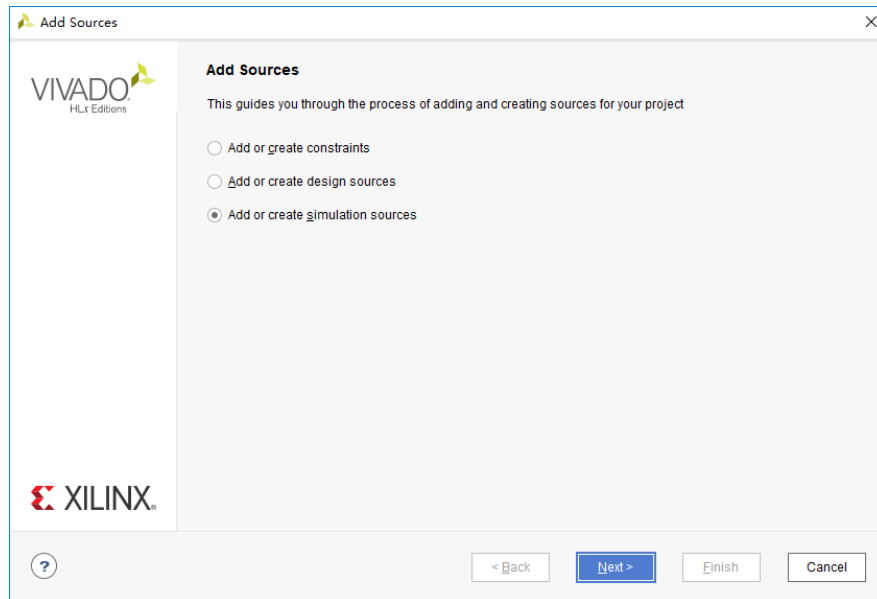 Add Sources
VIVADO.
HLx Editions
Add Sources
This guides you through the process of adding and creating sources for your project
Add or create constraints
Add or create design sources
Add or create simulation sources
XILINX.
?
< Back
Next >
Finish
Cancel